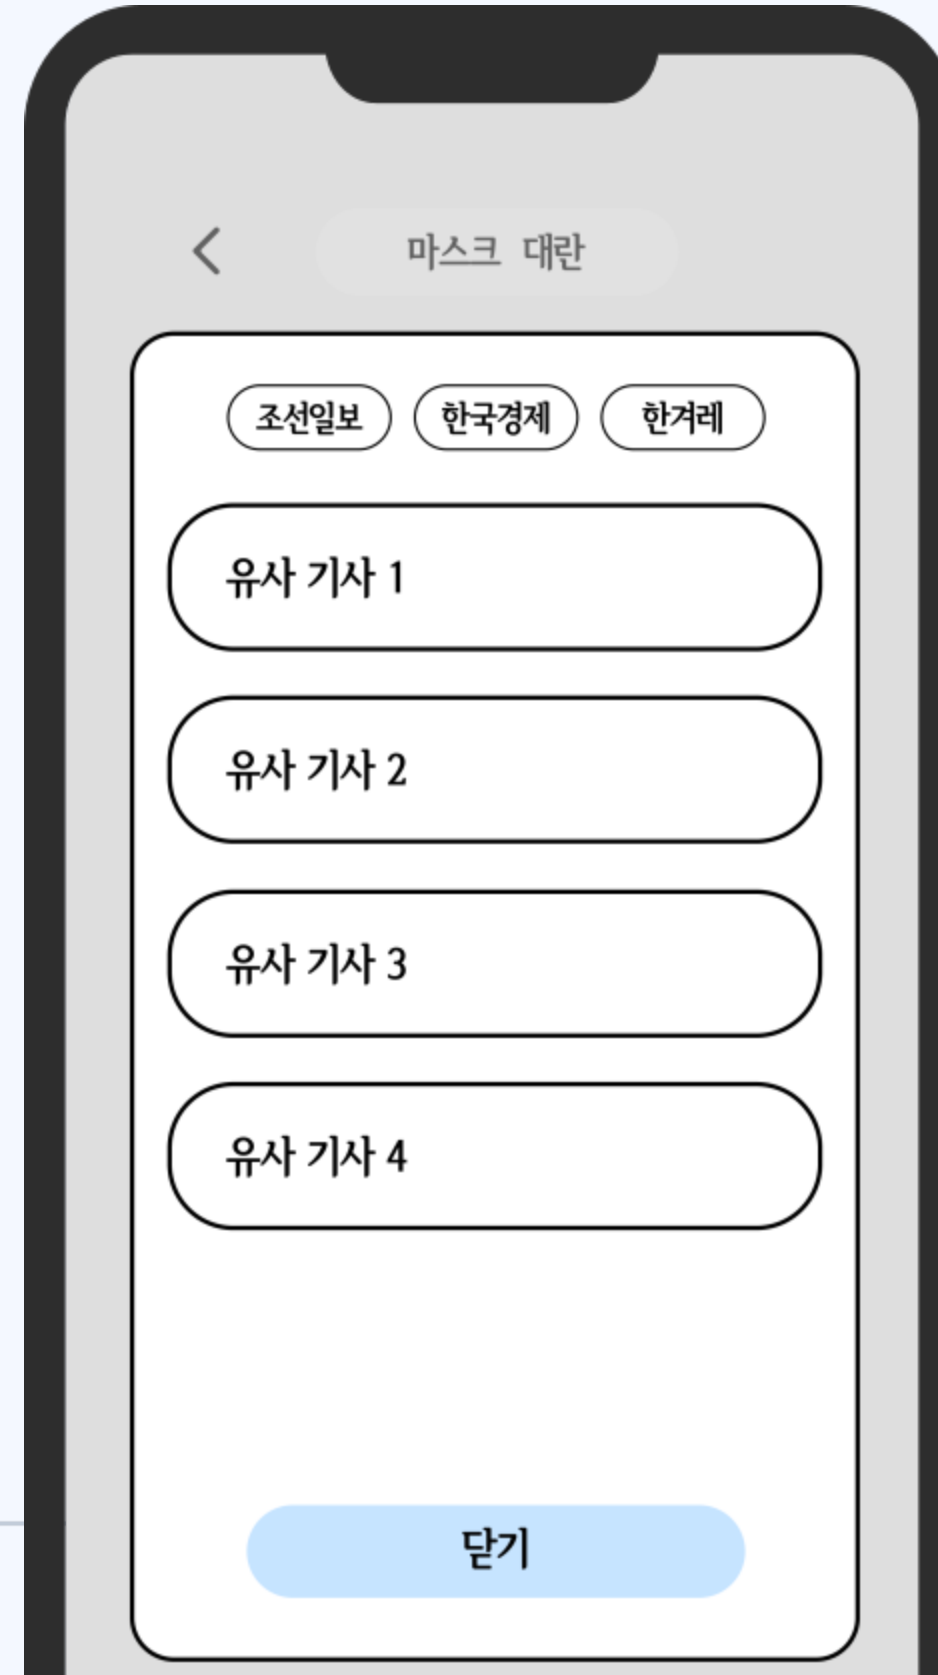 마스크 대란
조선일보 한국경제 한겨레
유사 기사 1
유사 기사 2
유사 기사 3
유사 기사 4
닫기